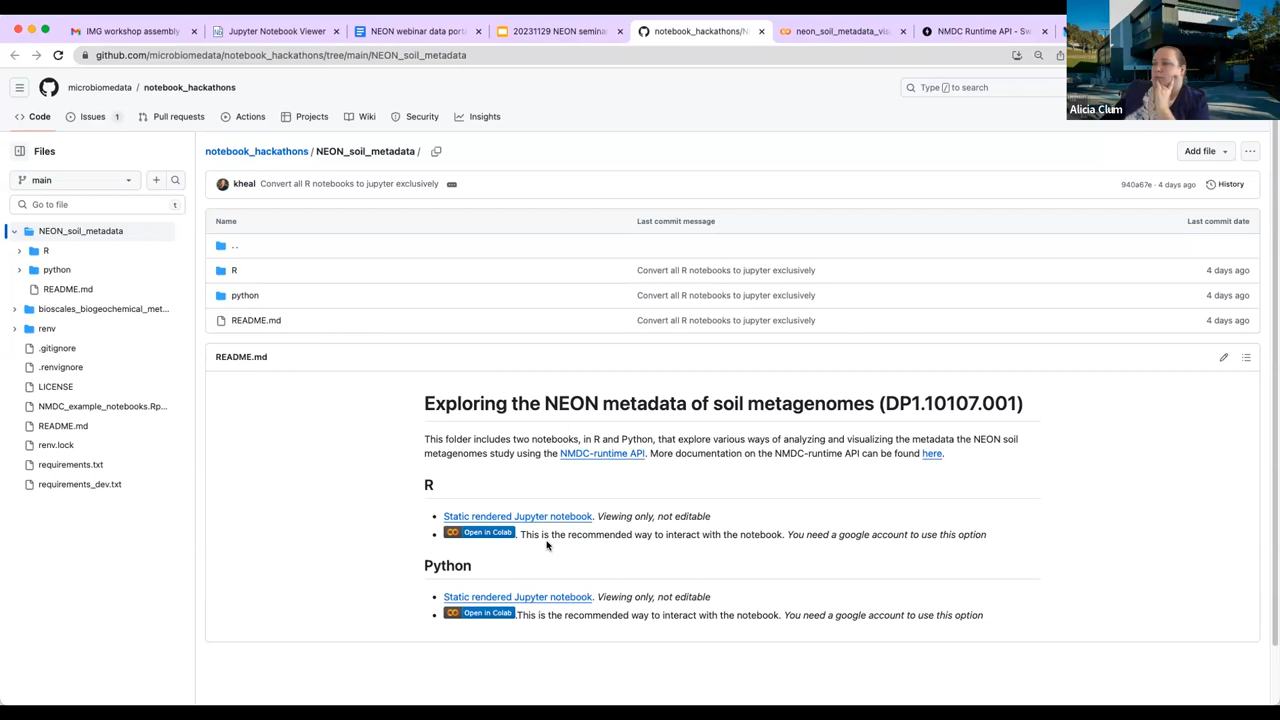 IMG workshop assembly
Jupyter Notebook Viewer
NEON webinar data port
20231129 NEON semina
notebook_hackathons/N
neon_soil_metadata_vis
NMDC Runtime API - Sw
github.com/microbiomedata/notebook_hackathons/tree/main/NEON_soil_metadata
microbiomedata / notebook_hackathons
Type / to search
Alicia Clum
Code
Issues 1
Pull requests
Actions
Projects
Wiki
Security
Insights
Files
notebook_hackathons / NEON_soil_metadata /
Add file
main
kheal Convert all R notebooks to jupyter exclusively
940a67e · 4 days ago
History
Go to file
t
Name Last commit message Last commit date
NEON_soil_metadata
R
python
README.md
bioscales_biogeochemical_met...
renv
.gitignore
.renvignore
LICENSE
NMDC_example_notebooks.Rp...
README.md
renv.lock
requirements.txt
requirements_dev.txt
..
R Convert all R notebooks to jupyter exclusively 4 days ago
python Convert all R notebooks to jupyter exclusively 4 days ago
README.md Convert all R notebooks to jupyter exclusively 4 days ago
README.md
Exploring the NEON metadata of soil metagenomes (DP1.10107.001)
This folder includes two notebooks, in R and Python, that explore various ways of analyzing and visualizing the metadata the NEON soil
metagenomes study using the NMDC-runtime API. More documentation on the NMDC-runtime API can be found here.
R
• Static rendered Jupyter notebook. Viewing only, not editable
• Open in Colab. This is the recommended way to interact with the notebook. You need a google account to use this option
Python
• Static rendered Jupyter notebook. Viewing only, not editable
• Open in Colab.This is the recommended way to interact with the notebook. You need a google account to use this option